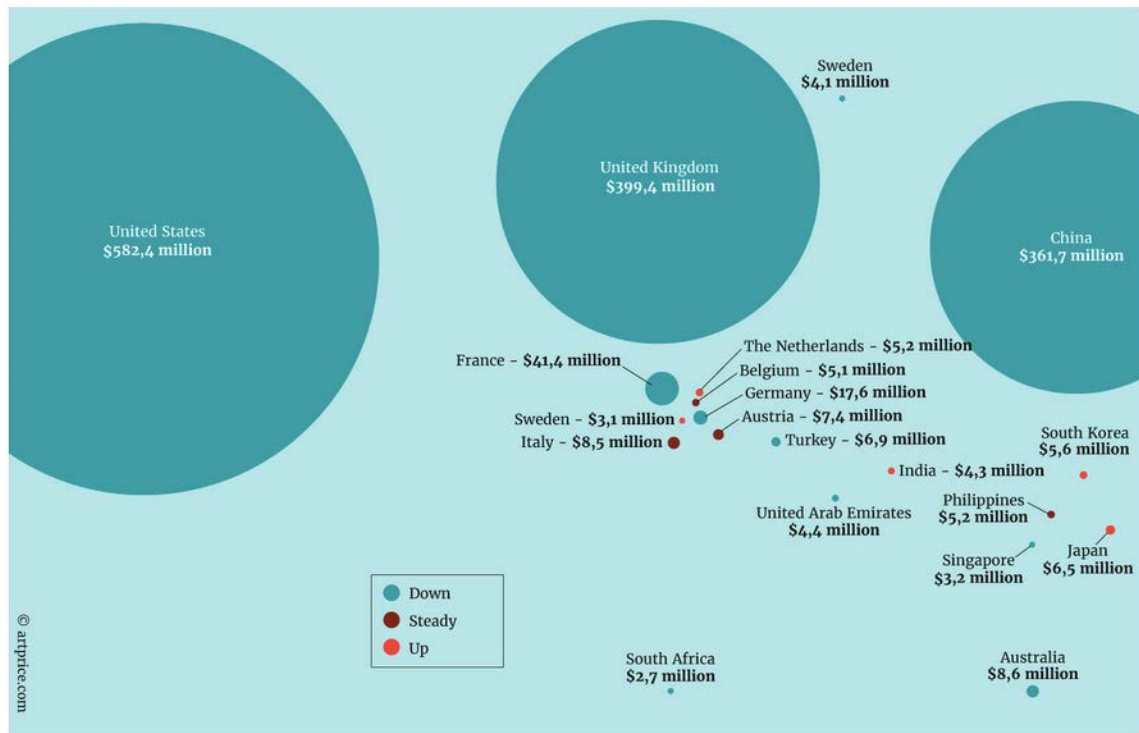 Sweden
$4,1 million
United Kingdom
$399,4 million
United States
$582,4 million
China
$361,7 million
The Netherlands - $5,2 million
France - $41,4 million
Belgium - $5,1 million
Germany - $17,6 million
Sweden - $3,1 million
Austria - $7,4 million
Italy - $8,5 million
Turkey - $6,9 million
South Korea
$5,6 million
India - $4,3 million
Philippines
$5,2 million
United Arab Emirates
$4,4 million
Singapore
$3,2 million
Japan
$6,5 million
Down
Steady
Up
© artprice.com
South Africa
$2,7 million
Australia
$8,6 million